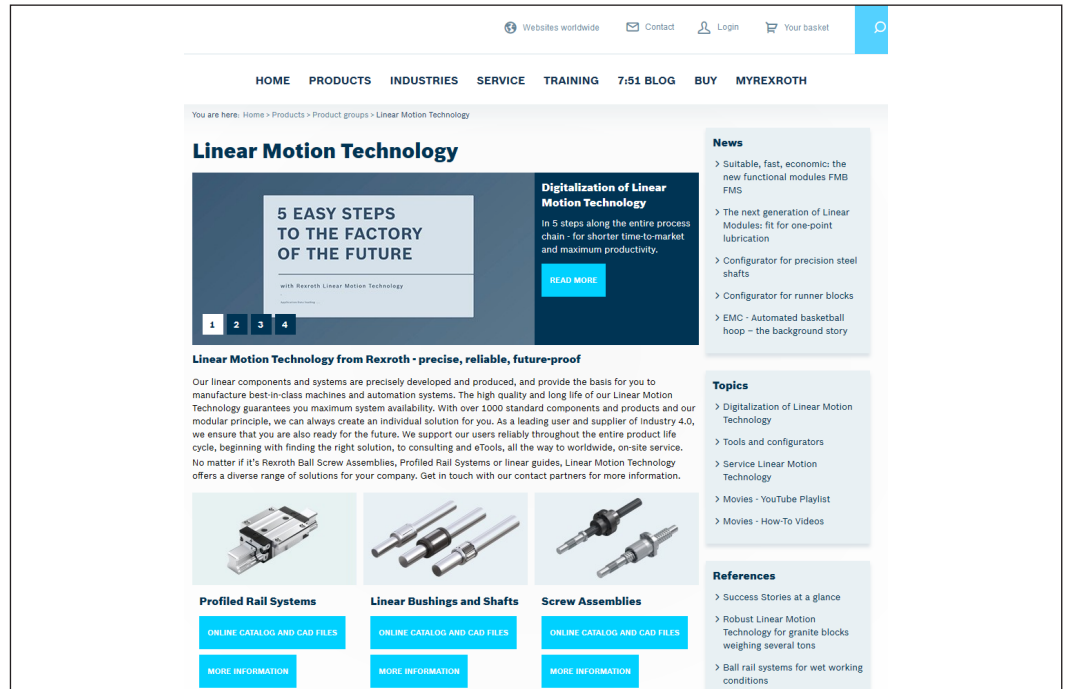 Websites worldwide
Contact
Login
Your basket
HOME
PRODUCTS
INDUSTRIES
SERVICE
TRAINING
7:51 BLOG
BUY
MYREXROTH
You are here: Home > Products > Product groups > Linear Motion Technology
Linear Motion Technology
5 EASY STEPS
TO THE FACTORY
OF THE FUTURE
with Rexroth Linear Motion Technology
1 2 3 4
Digitalization of Linear
Motion Technology
In 5 steps along the entire process
chain - for shorter time-to-market
and maximum productivity.
READ MORE
Linear Motion Technology from Rexroth - precise, reliable, future-proof
Our linear components and systems are precisely developed and produced, and provide the basis for you to
manufacture best-in-class machines and automation systems. The high quality and long life of our Linear Motion
Technology guarantees you maximum system availability. With over 1000 standard components and products and our
modular principle, we can always create an individual solution for you. As a leading user and supplier of Industry 4.0,
we ensure that you are also ready for the future. We support our users reliably throughout the entire product life
cycle, beginning with finding the right solution, to consulting and eTools, all the way to worldwide, on-site service.
No matter if it's Rexroth Ball Screw Assemblies, Profiled Rail Systems or linear guides, Linear Motion Technology
offers a diverse range of solutions for your company. Get in touch with our contact partners for more information.
Profiled Rail Systems
ONLINE CATALOG AND CAD FILES
MORE INFORMATION
Linear Bushings and Shafts
ONLINE CATALOG AND CAD FILES
MORE INFORMATION
Screw Assemblies
ONLINE CATALOG AND CAD FILES
MORE INFORMATION
News
> Suitable, fast, economic: the
new functional modules FMB
FMS
> The next generation of Linear
Modules: fit for one-point
lubrication
> Configurator for precision steel
shafts
> Configurator for runner blocks
> EMC - Automated basketball
hoop – the background story
Topics
> Digitalization of Linear Motion
Technology
> Tools and configurators
> Service Linear Motion
Technology
> Movies - YouTube Playlist
> Movies - How-To Videos
References
> Success Stories at a glance
> Robust Linear Motion
Technology for granite blocks
weighing several tons
> Ball rail systems for wet working
conditions